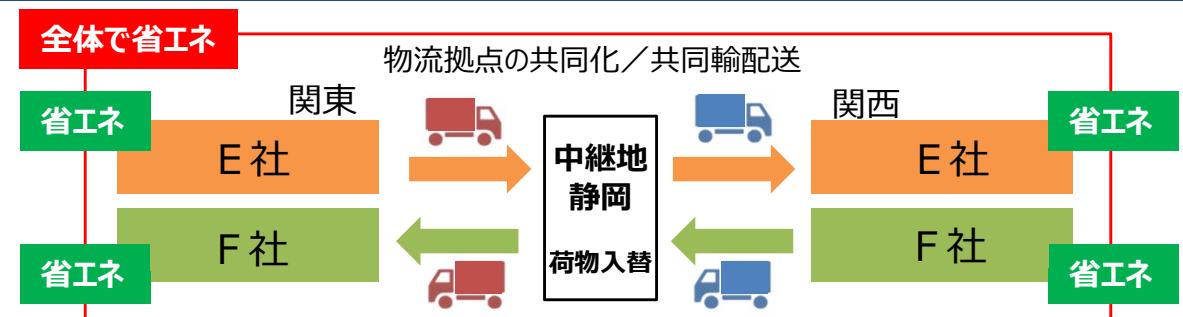 全体で省エネ
物流拠点の共同化／共同輸配送
関東
関西
省エネ
省エネ
Ｅ社
中継地
静岡
荷物入替
Ｅ社
Ｆ社
Ｆ社
省エネ
省エネ